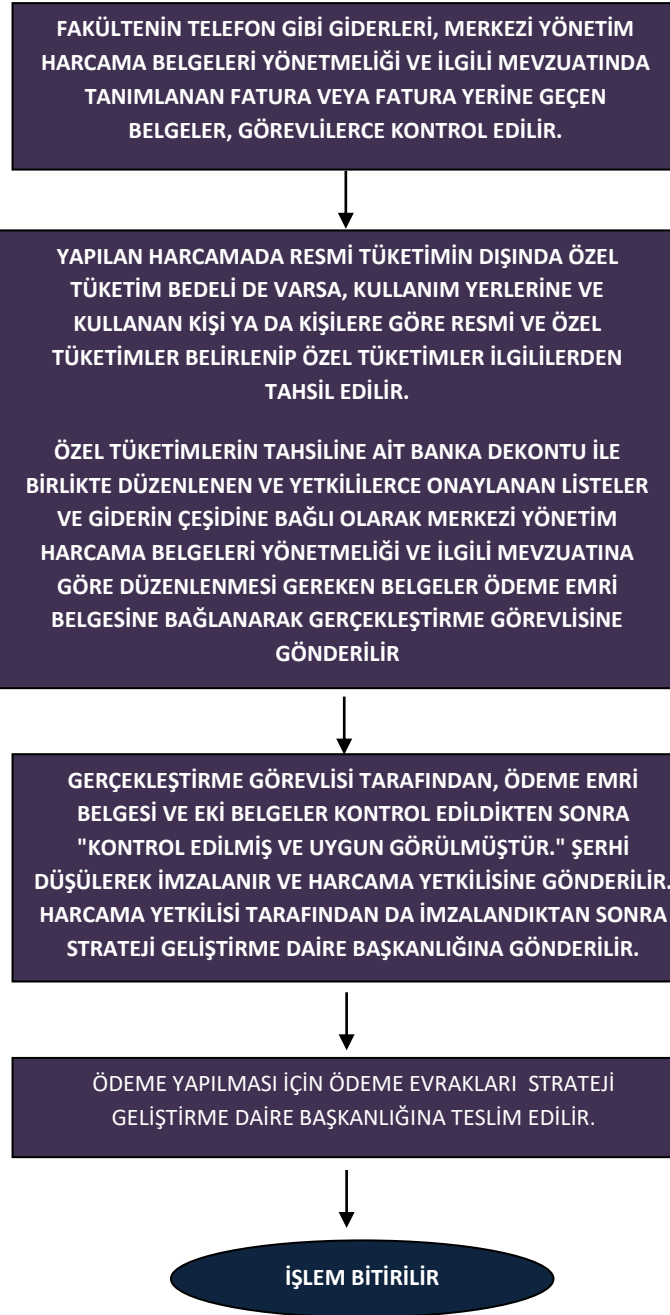 FAKÜLTENİN TELEFON GİBİ GİDERLERİ, MERKEZİ YÖNETİM
HARCAMA BELGELERİ YÖNETMELİĞİ VE İLGİLİ MEVZUATINDA
TANIMLANAN FATURA VEYA FATURA YERİNE GEÇEN
BELGELER, GÖREVLİLERCE KONTROL EDİLİR.
YAPILAN HARCAMADA RESMİ TÜKETİMİN DIŞINDA ÖZEL
TÜKETİM BEDELİ DE VARSA, KULLANIM YERLERİNE VE
KULLANAN KİŞİ YA DA KİŞİLERE GÖRE RESMİ VE ÖZEL
TÜKETİMLER BELİRLENİP ÖZEL TÜKETİMLER İLGİLİLERDEN
TAHSİL EDİLİR.
ÖZEL TÜKETİMLERİN TAHSİLİNE AİT BANKA DEKONTU İLE
BİRLİKTE DÜZENLENEN VE YETKİLİLERCE ONAYLANAN LİSTELER
VE GİDERİN ÇEŞİDİNE BAĞLI OLARAK MERKEZİ YÖNETİM
HARCAMA BELGELERİ YÖNETMELİĞİ VE İLGİLİ MEVZUATINA
GÖRE DÜZENLENMESİ GEREKEN BELGELER ÖDEME EMRİ
BELGESİNE BAĞLANARAK GERÇEKLEŞTİRME GÖREVLİSİNE
GÖNDERİLİR
GERÇEKLEŞTİRME GÖREVLİSİ TARAFINDAN, ÖDEME EMRİ
BELGESİ VE EKİ BELGELER KONTROL EDİLDİKTEN SONRA
"KONTROL EDİLMİŞ VE UYGUN GÖRÜLMÜŞTÜR." ŞERHİ
DÜŞÜLEREK İMZALANIR VE HARCAMA YETKİLİSİNE GÖNDERİLİR.
HARCAMA YETKİLİSİ TARAFINDAN DA İMZALANDIKTAN SONRA
STRATEJİ GELİŞTİRME DAİRE BAŞKANLIĞINA GÖNDERİLİR.
ÖDEME YAPILMASI İÇİN ÖDEME EVRAKLARI STRATEJİ
GELİŞTİRME DAİRE BAŞKANLIĞINA TESLİM EDİLİR.
İŞLEM BİTİRİLİR